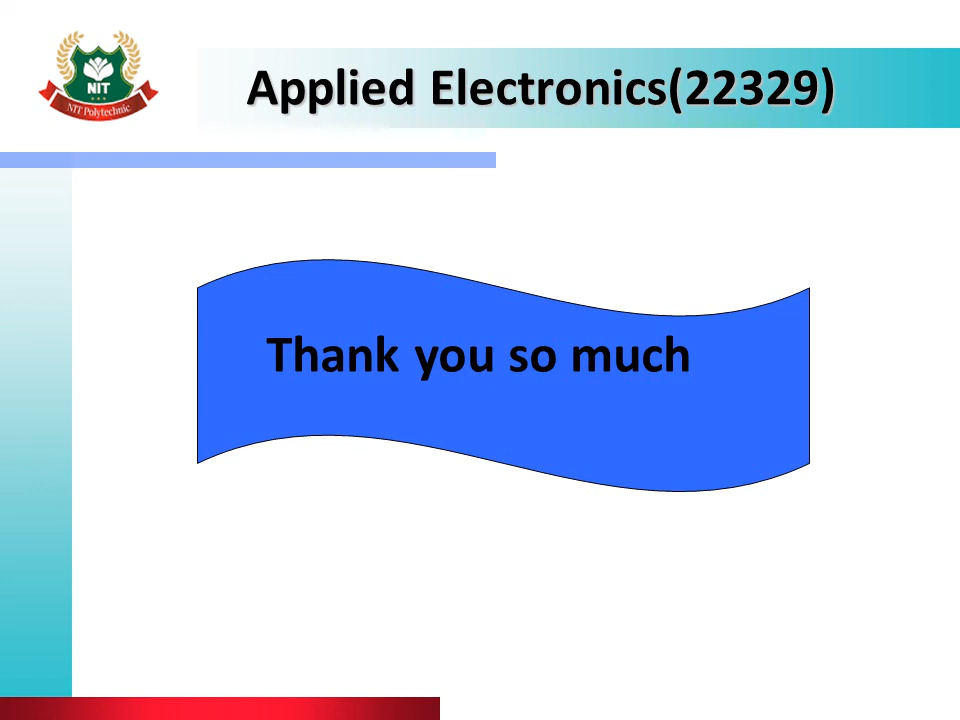 NIT
NIT Polytechnic
Applied Electronics(22329)
Thank you so much